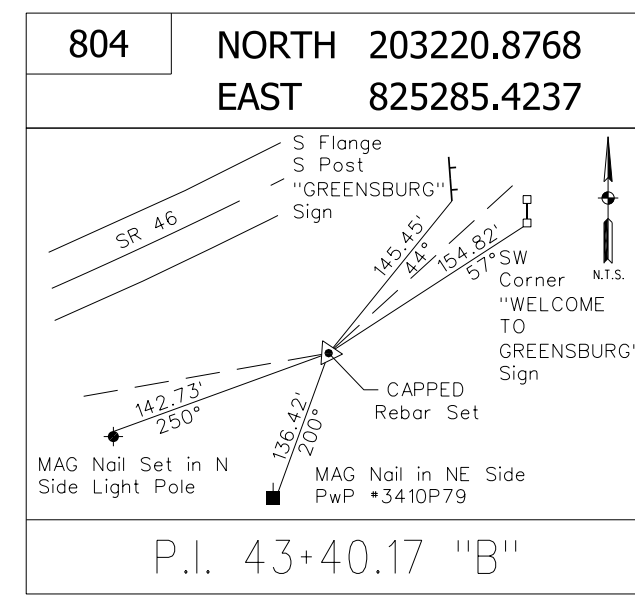 804
NORTH 203220.8768
EAST 825285.4237
S Flange
S Post
"GREENSBURG"
Sign
SR 46
145.45'
44°
154.82'
57°
SW
Corner
"WELCOME
TO
GREENSBURG"
Sign
N.T.S.
CAPPED
Rebar Set
142.73'
250°
136.42'
200°
MAG Nail Set in N
Side Light Pole
MAG Nail in NE Side
PwP #3410P79
P.I. 43+40.17 "B"